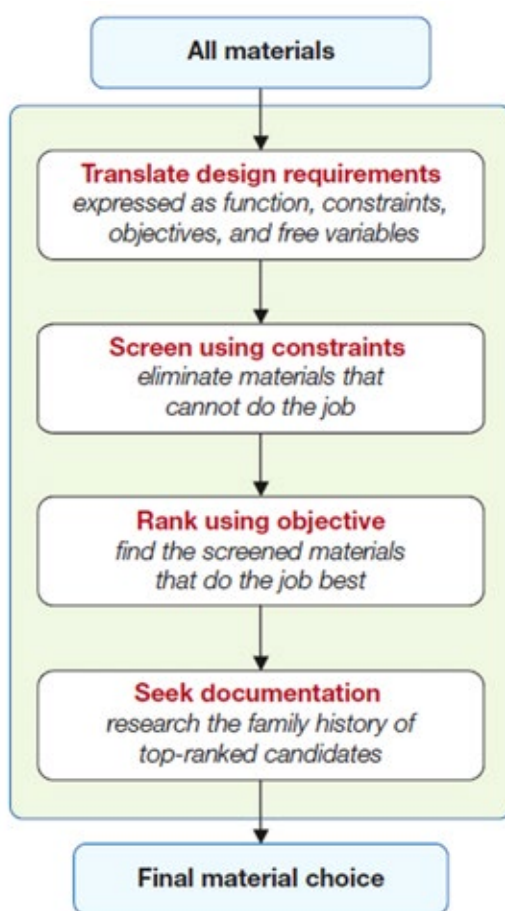 All materials
Translate design requirements
expressed as function, constraints,
objectives, and free variables
Screen using constraints
eliminate materials that
cannot do the job
Rank using objective
find the screened materials
that do the job best
Seek documentation
research the family history of
top-ranked candidates
Final material choice